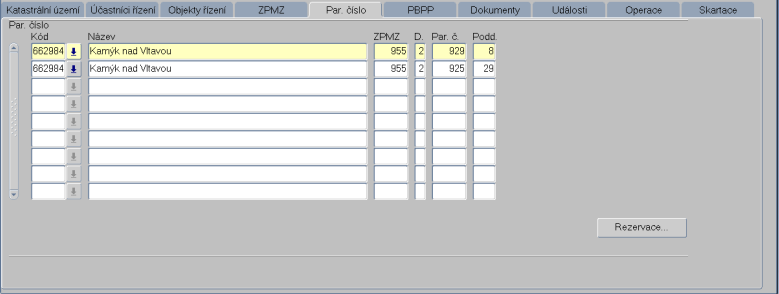 Katastrální území Účastníci řízení Objekty řízení ZPMZ Par. číslo PBPP Dokumenty Události Operace Skartace
Par. číslo
Kód Název ZPMZ D. Par. č. Podd.
662984 Kamýk nad Vltavou 955 2 929 8
662984 Kamýk nad Vltavou 955 2 925 29
Rezervace...